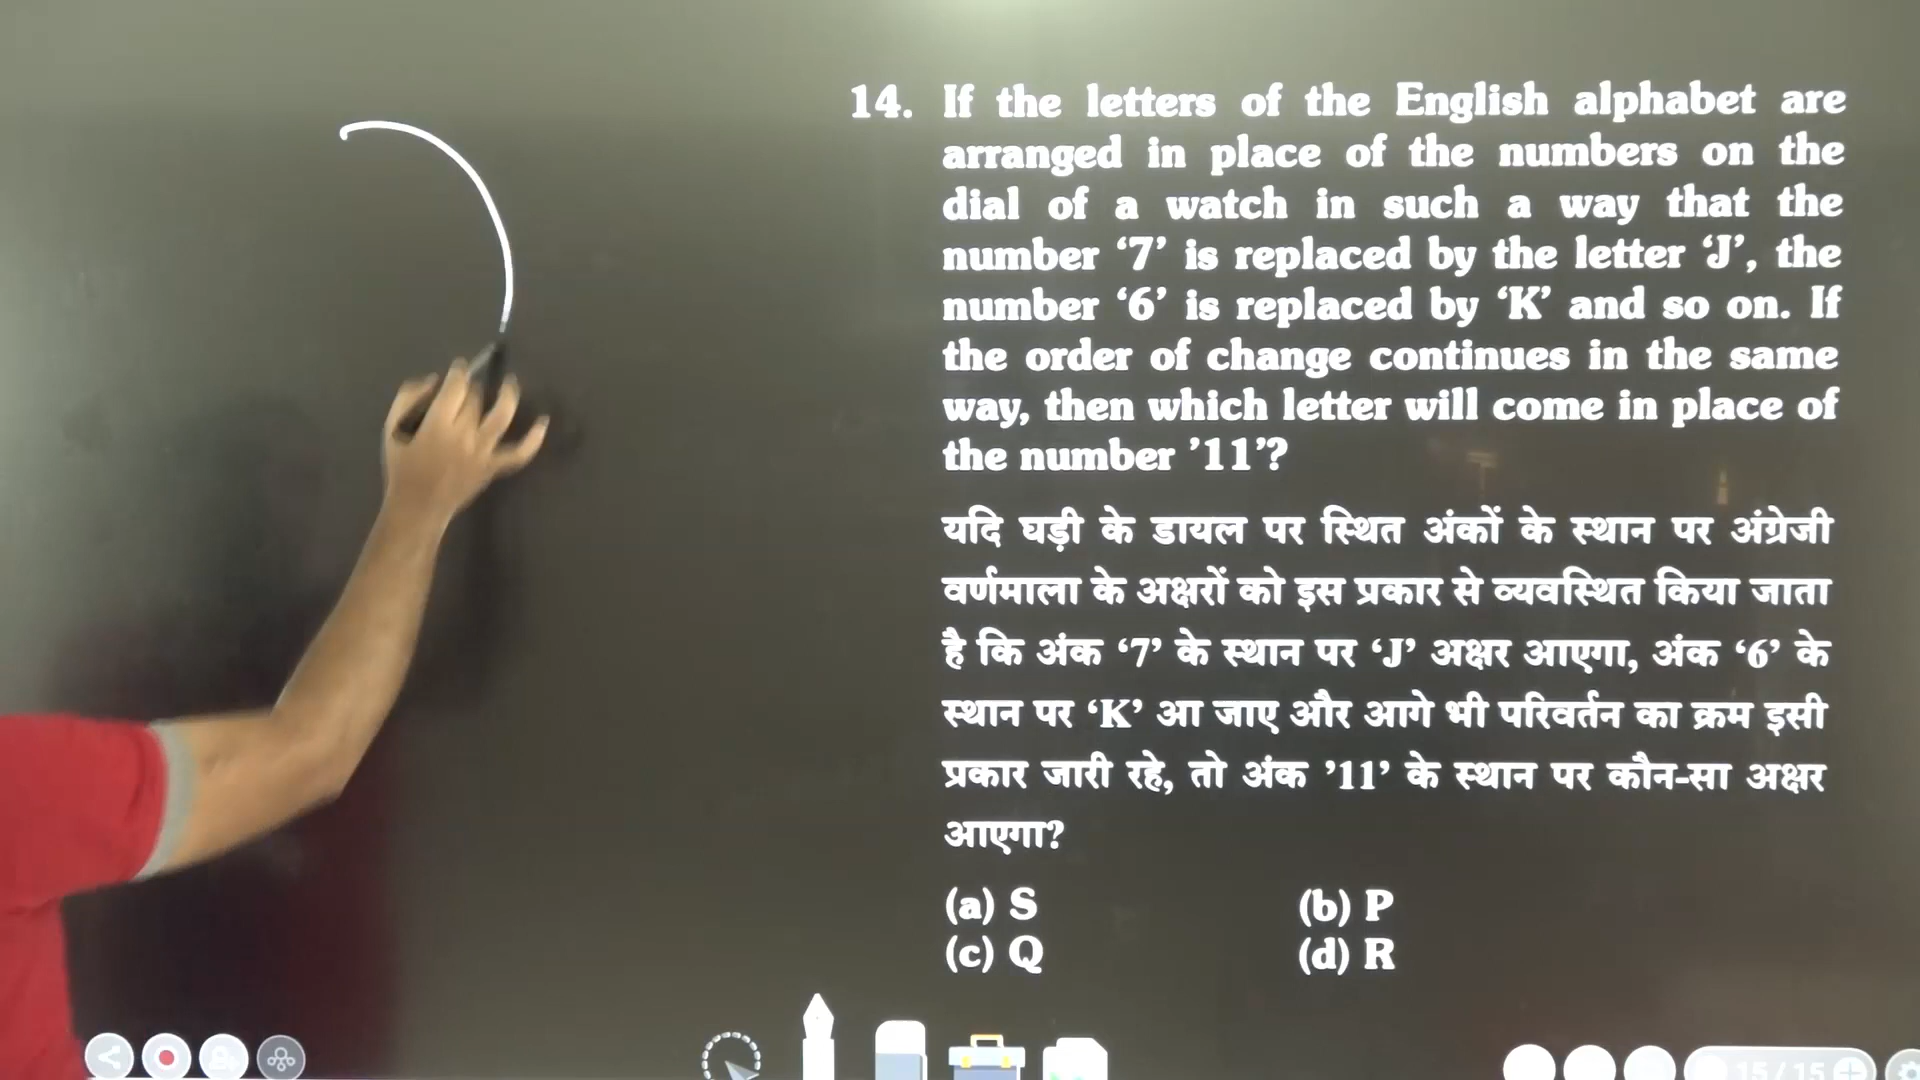 14. If the letters of the English alphabet are
arranged in place of the numbers on the
dial of a watch in such a way that the
number ‘7’ is replaced by the letter ‘J’, the
number ‘6’ is replaced by ‘K’ and so on. If
the order of change continues in the same
way, then which letter will come in place of
the number ’11’?
यदि घड़ी के डायल पर स्थित अंकों के स्थान पर अंग्रेजी
वर्णमाला के अक्षरों को इस प्रकार से व्यवस्थित किया जाता
है कि अंक ‘7’ के स्थान पर ‘J’ अक्षर आएगा, अंक ‘6’ के
स्थान पर ‘K’ आ जाए और आगे भी परिवर्तन का क्रम इसी
प्रकार जारी रहे, तो अंक ’11’ के स्थान पर कौन-सा अक्षर
आएगा?
(a) S (b) P
(c) Q (d) R
15/15